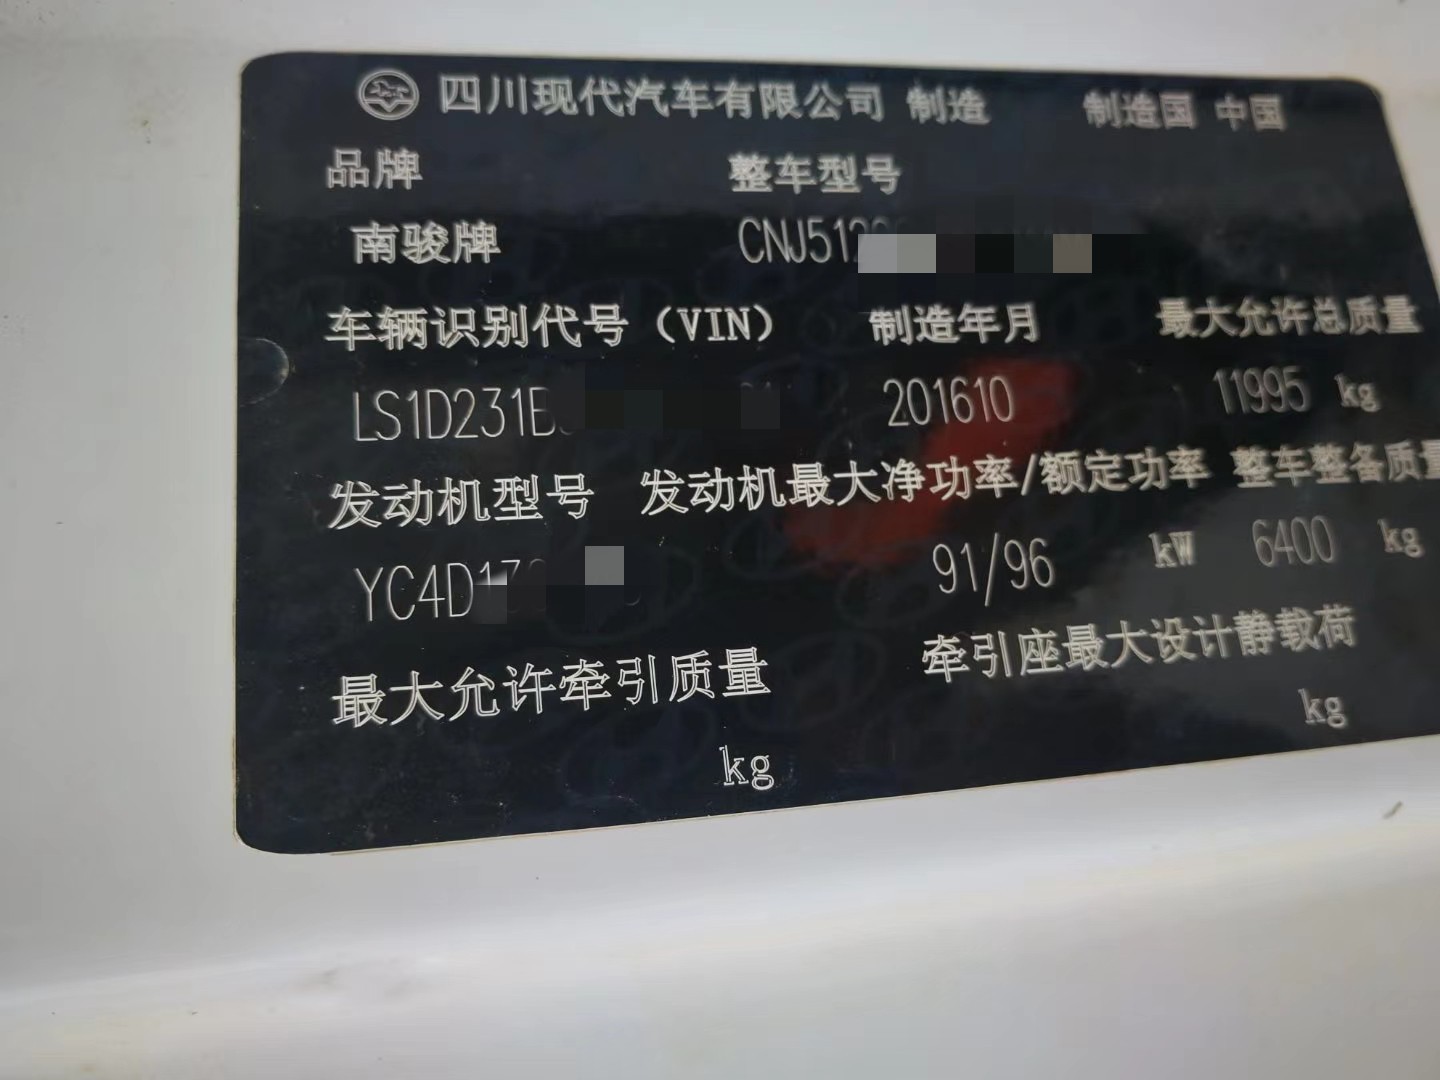 四川现代汽车有限公司 制造 制造国 中国
品牌 整车型号
南骏牌 CNJ512
车辆识别代号（VIN） 制造年月 最大允许总质量
LS1D231E 201610 11995 kg
发动机型号 发动机最大净功率/额定功率 整车整备质量
YC4D1 91/96 kW 6400 kg
最大允许牵引质量 牵引座最大设计静载荷
kg kg